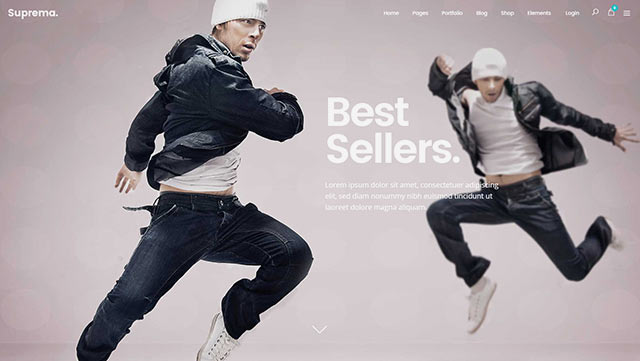 Suprema.
Home Pages Portfolio Blog Shop Elements Login
Best
Sellers.
Lorem ipsum dolor sit amet, consectetuer adipiscing
elit, sed diam nonummy nibh euismod tincidunt ut
laoreet dolore magna aliquam.